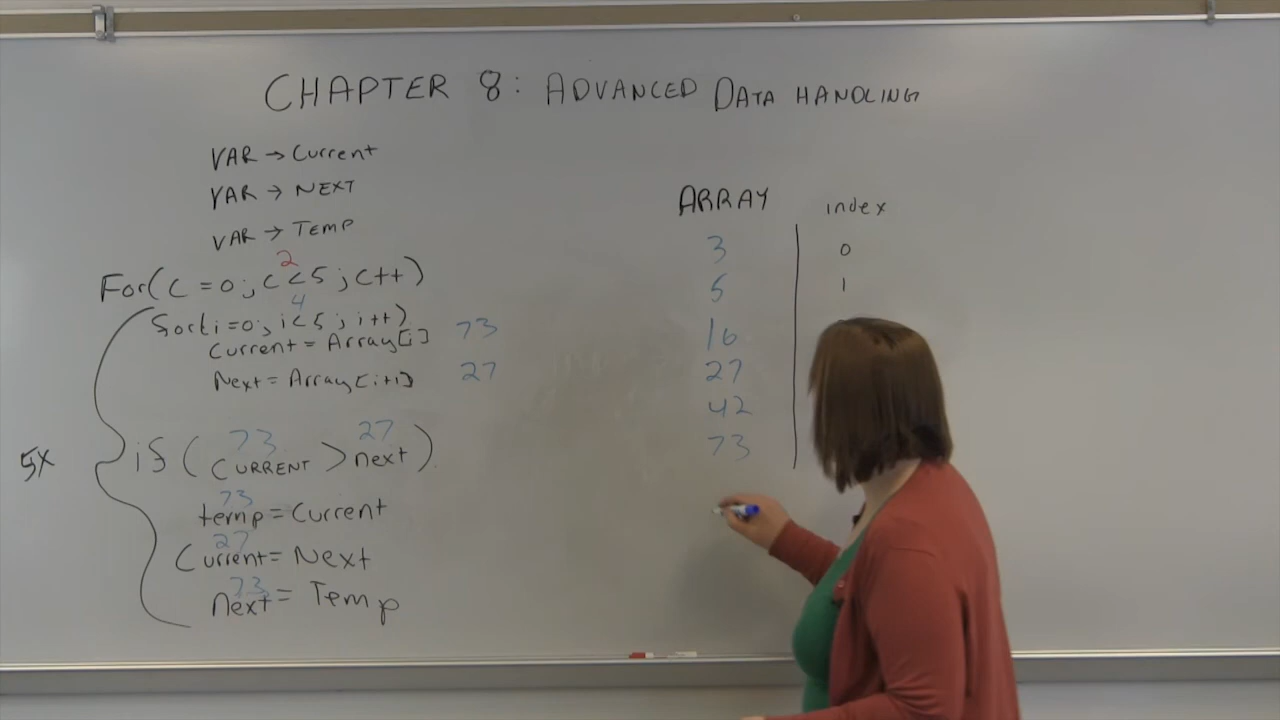 CHAPTER 8: ADVANCED DATA HANDLING
VAR → Current
VAR → NEXT
VAR → TEMP
2
For( c = 0; c < 5; c++)
4
for(i=0; i<5; i++)
Current = Array[i] 73
Next = Array[i+1] 27
73 27
5X if ( CURRENT > next )
73
temp = Current
27
Current = Next
73
next = Temp
ARRAY index
3 0
5 1
16
27
42
73